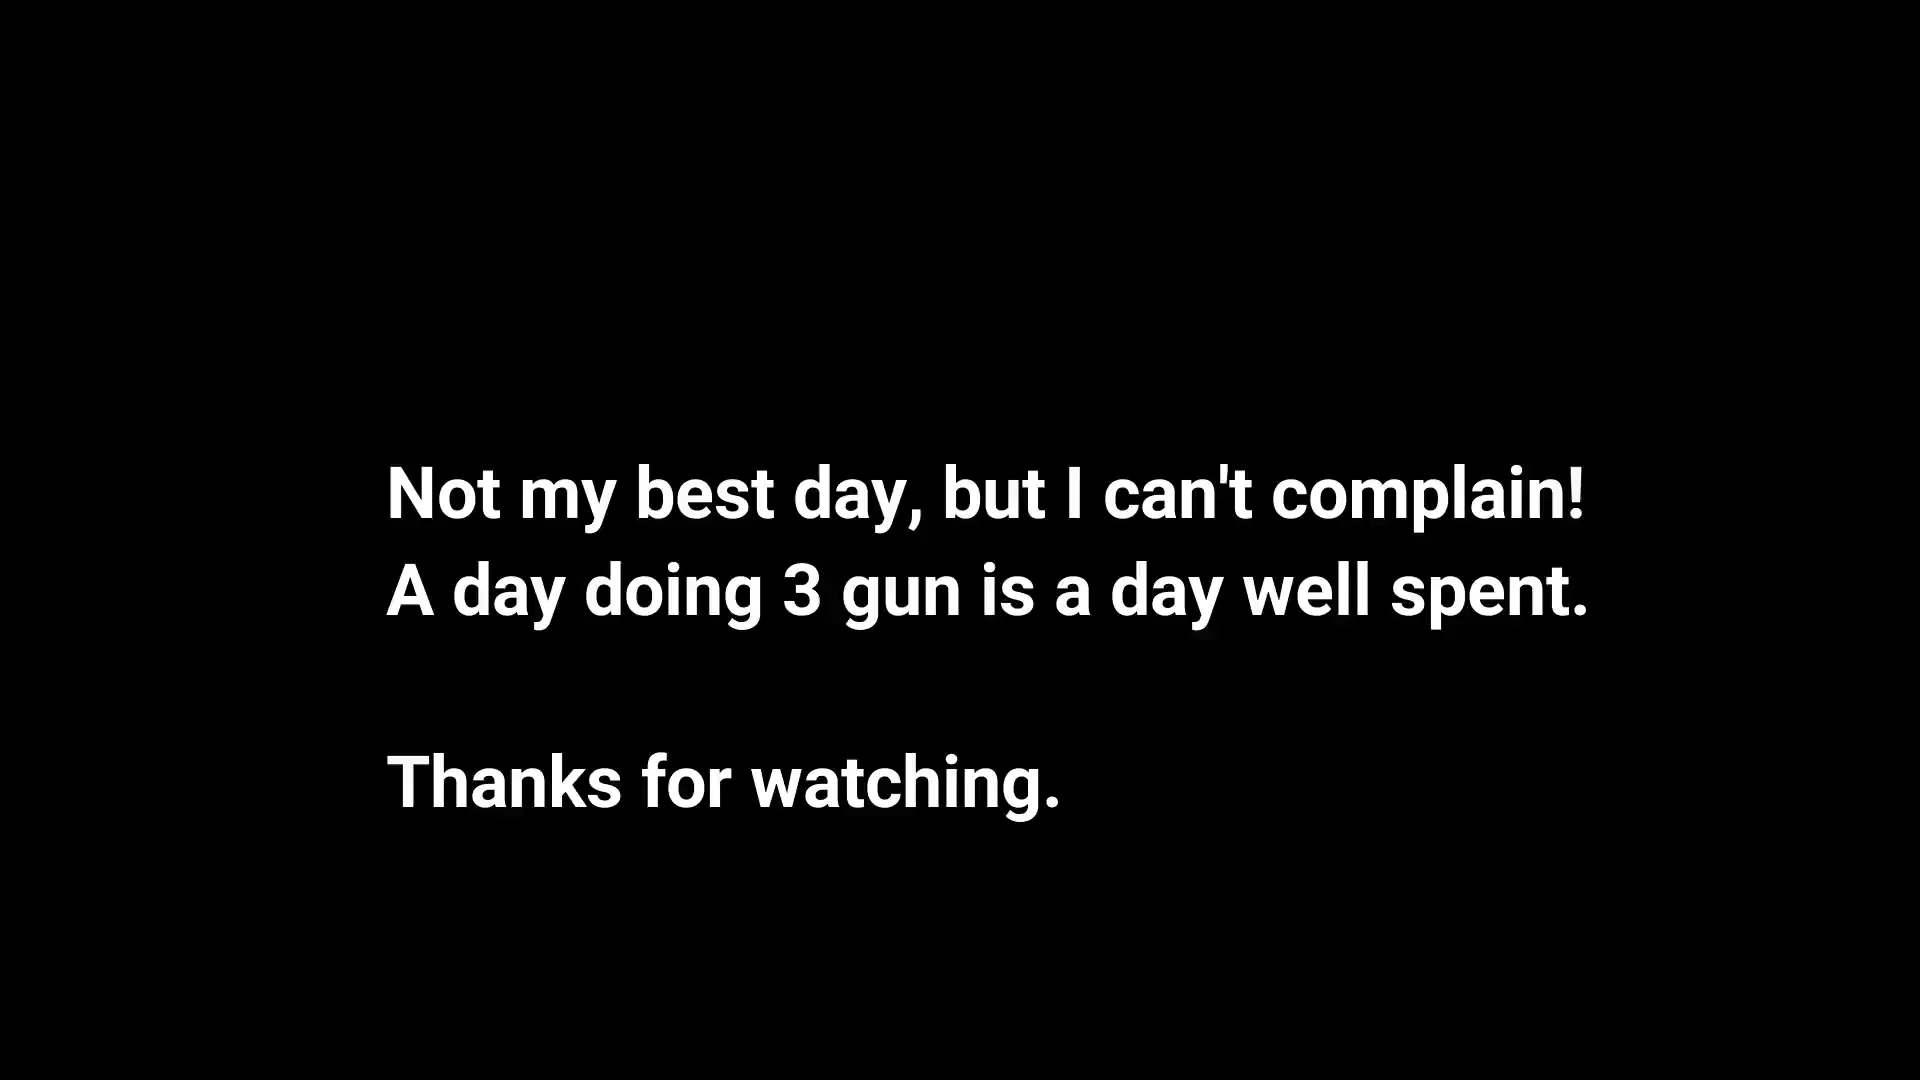 Not my best day, but I can't complain!
A day doing 3 gun is a day well spent.
Thanks for watching.